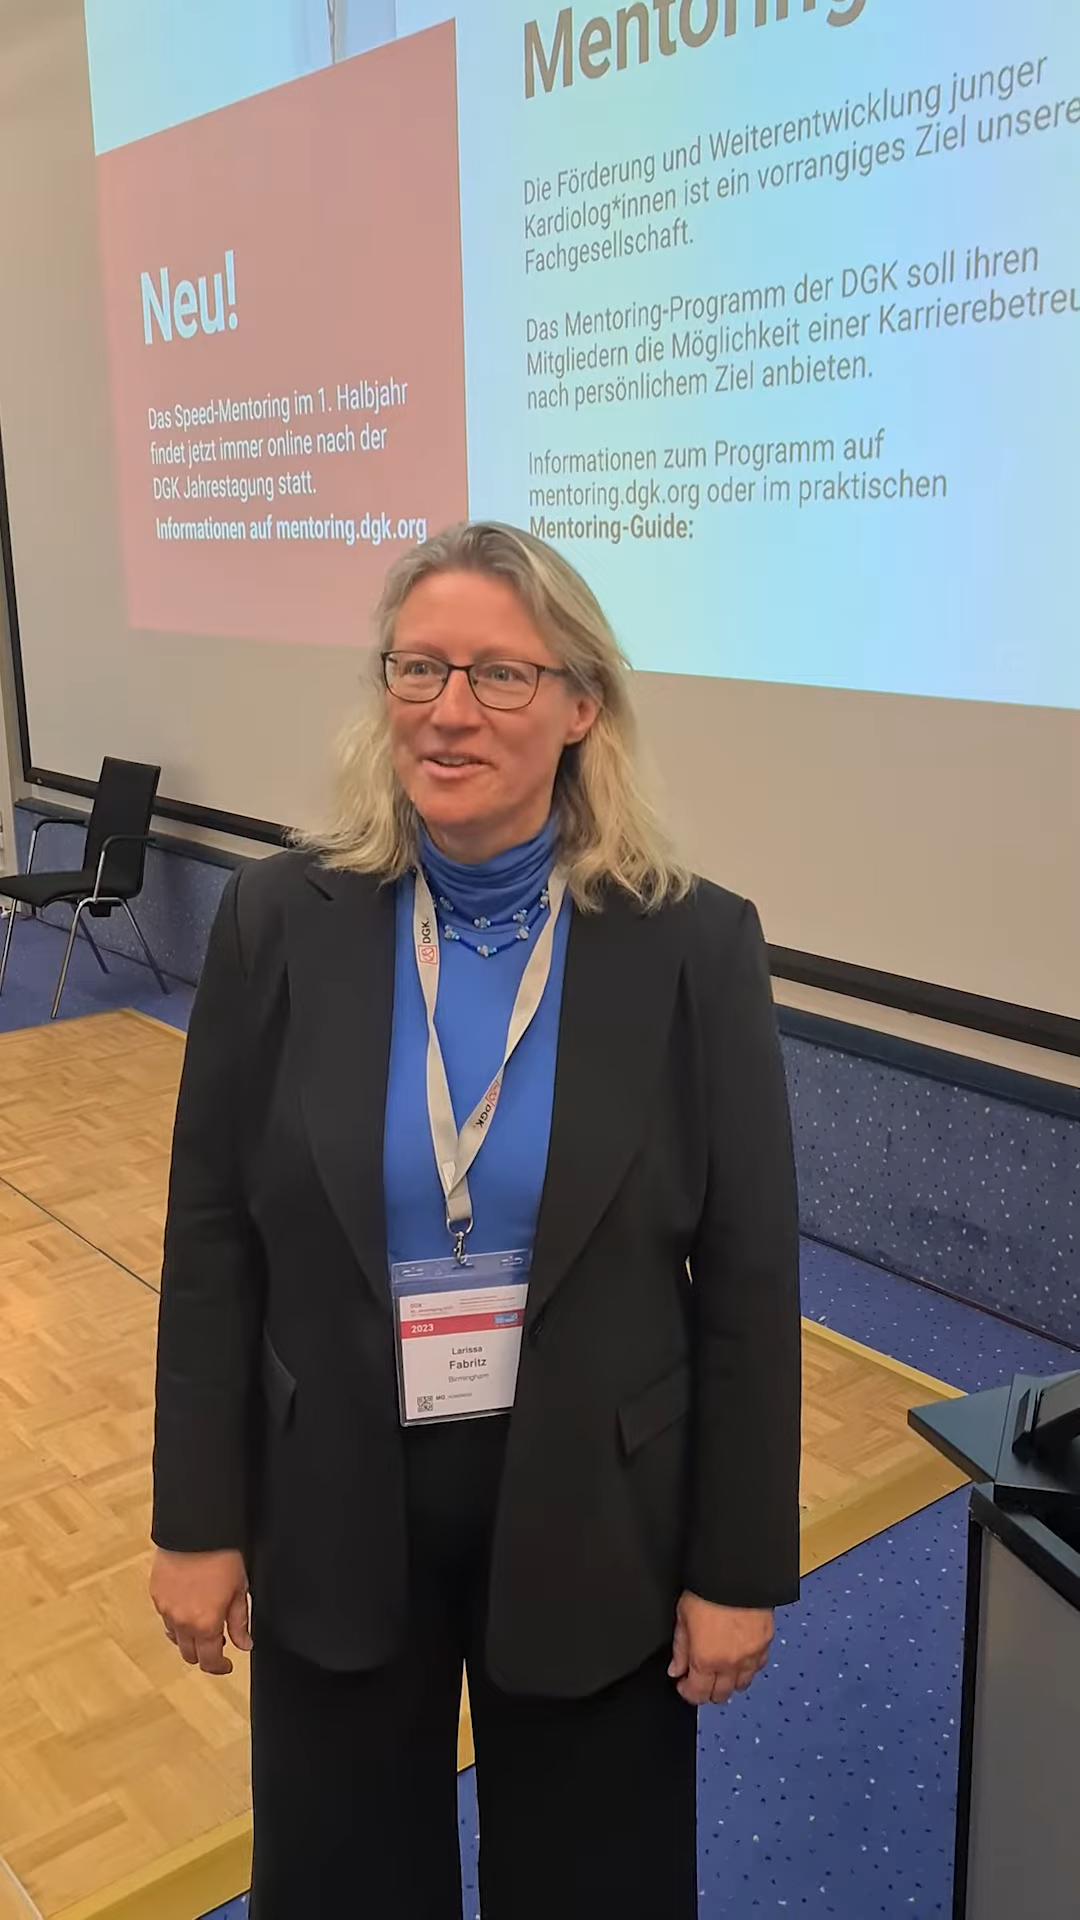 Neu!
Das Speed-Mentoring im 1. Halbjahr
findet jetzt immer online nach der
DGK Jahrestagung statt.
Informationen auf mentoring.dgk.org
Mentoring
Die Förderung und Weiterentwicklung junger
Kardiolog*innen ist ein vorrangiges Ziel unsere
Fachgesellschaft.
Das Mentoring-Programm der DGK soll ihren
Mitgliedern die Möglichkeit einer Karrierebetreu
nach persönlichem Ziel anbieten.
Informationen zum Programm auf
mentoring.dgk.org oder im praktischen
Mentoring-Guide:
DGK.
DGK.
DGK
2023
Larissa
Fabritz
Birmingham